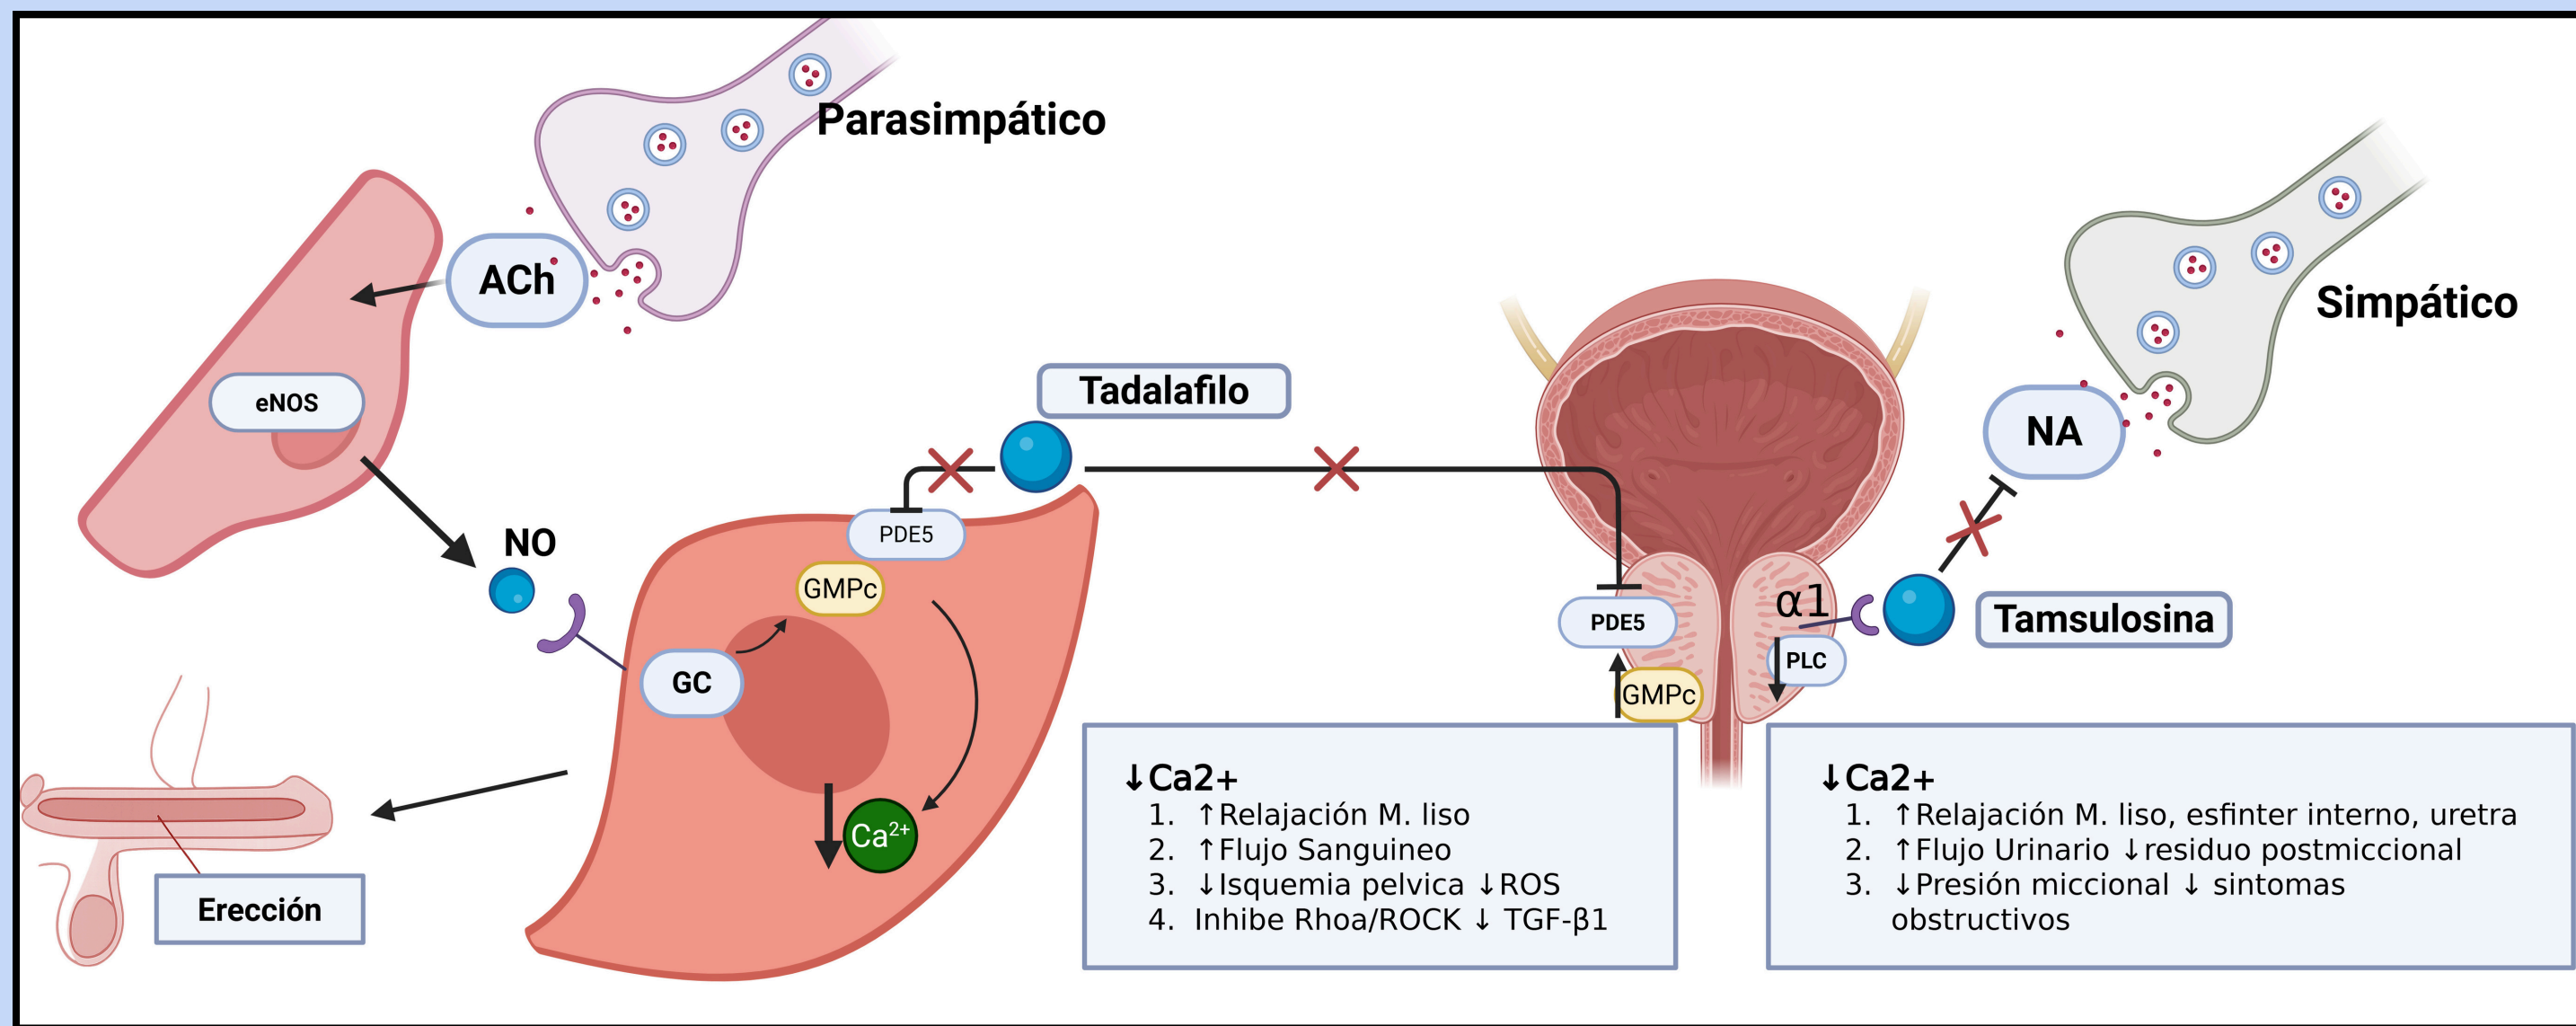 Parasimpático
ACh
eNOS
NO
Tadalafilo
PDE5
GMPc
GC
Ca²⁺
Erección
Simpático
NA
Tamsulosina
α1
PLC
PDE5
GMPc
↓Ca2+
1. ↑Relajación M. liso
2. ↑Flujo Sanguineo
3. ↓Isquemia pelvica ↓ROS
4. Inhibe Rhoa/ROCK ↓ TGF-β1
↓Ca2+
1. ↑Relajación M. liso, esfinter interno, uretra
2. ↑Flujo Urinario ↓residuo postmiccional
3. ↓Presión miccional ↓ sintomas
obstructivos